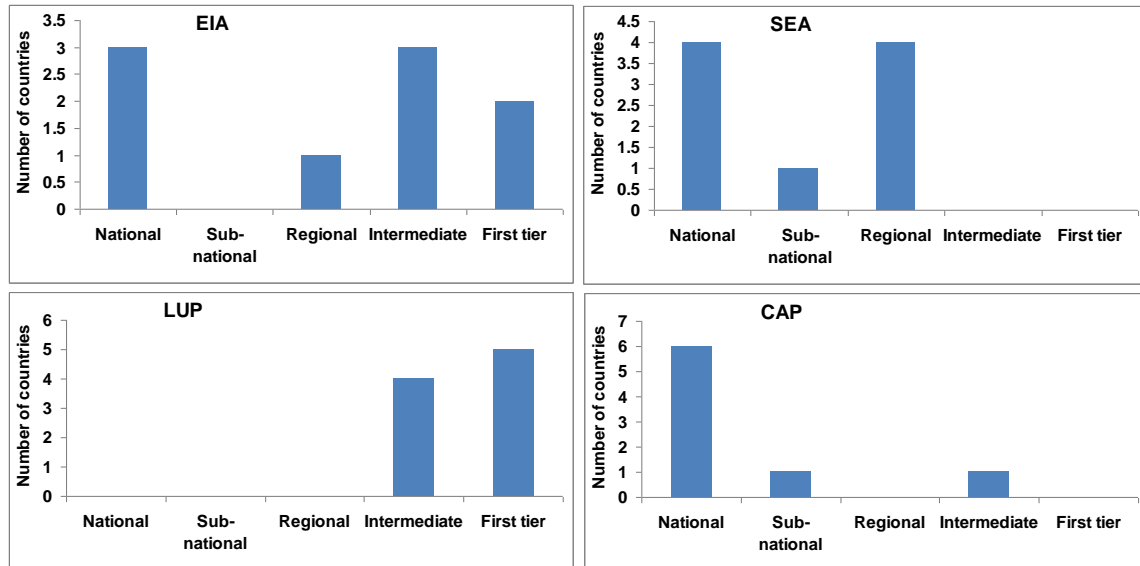 EIA
Number of countries
3.5
3
2.5
2
1.5
1
0.5
0
National
Sub-
national
Regional
Intermediate
First tier
SEA
Number of countries
4.5
4
3.5
3
2.5
2
1.5
1
0.5
0
National
Sub-
national
Regional
Intermediate
First tier
LUP
Number of countries
6
5
4
3
2
1
0
National
Sub-
national
Regional
Intermediate
First tier
CAP
Number of countries
7
6
5
4
3
2
1
0
National
Sub-
national
Regional
Intermediate
First tier